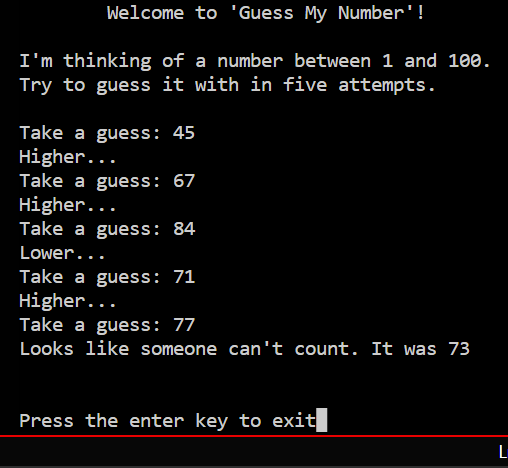 Welcome to 'Guess My Number'!
I'm thinking of a number between 1 and 100.
Try to guess it with in five attempts.
Take a guess: 45
Higher...
Take a guess: 67
Higher...
Take a guess: 84
Lower...
Take a guess: 71
Higher...
Take a guess: 77
Looks like someone can't count. It was 73
Press the enter key to exit
L